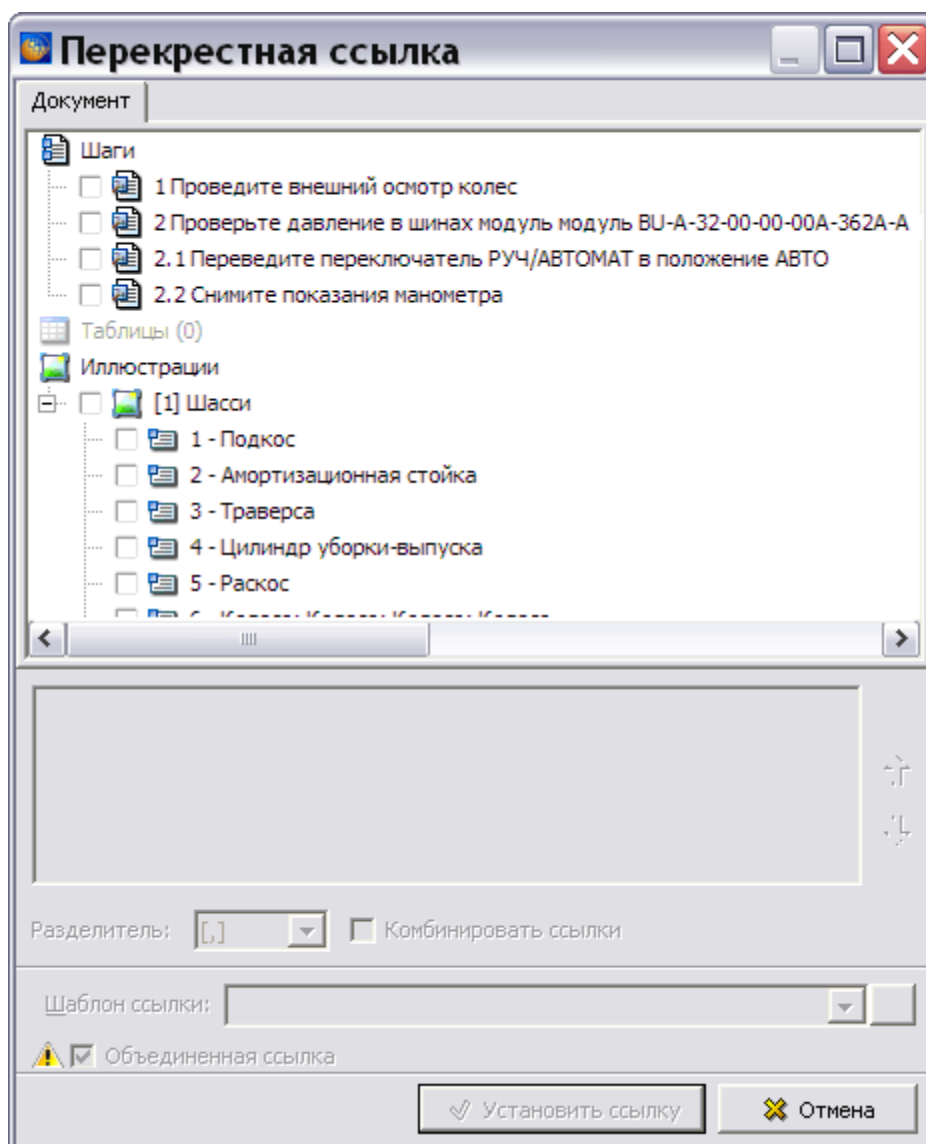 Перекрестная ссылка
Документ
Шаги
1 Проведите внешний осмотр колес
2 Проверьте давление в шинах модуль модуль BU-A-32-00-00-00A-362A-A
2.1 Переведите переключатель РУЧ/АВТОМАТ в положение АВТО
2.2 Снимите показания манометра
Таблицы (0)
Иллюстрации
[1] Шасси
1 - Подкос
2 - Амортизационная стойка
3 - Траверса
4 - Цилиндр уборки-выпуска
5 - Раскос
Разделитель: [,] Комбинировать ссылки
Шаблон ссылки:
Объединенная ссылка
Установить ссылку Отмена